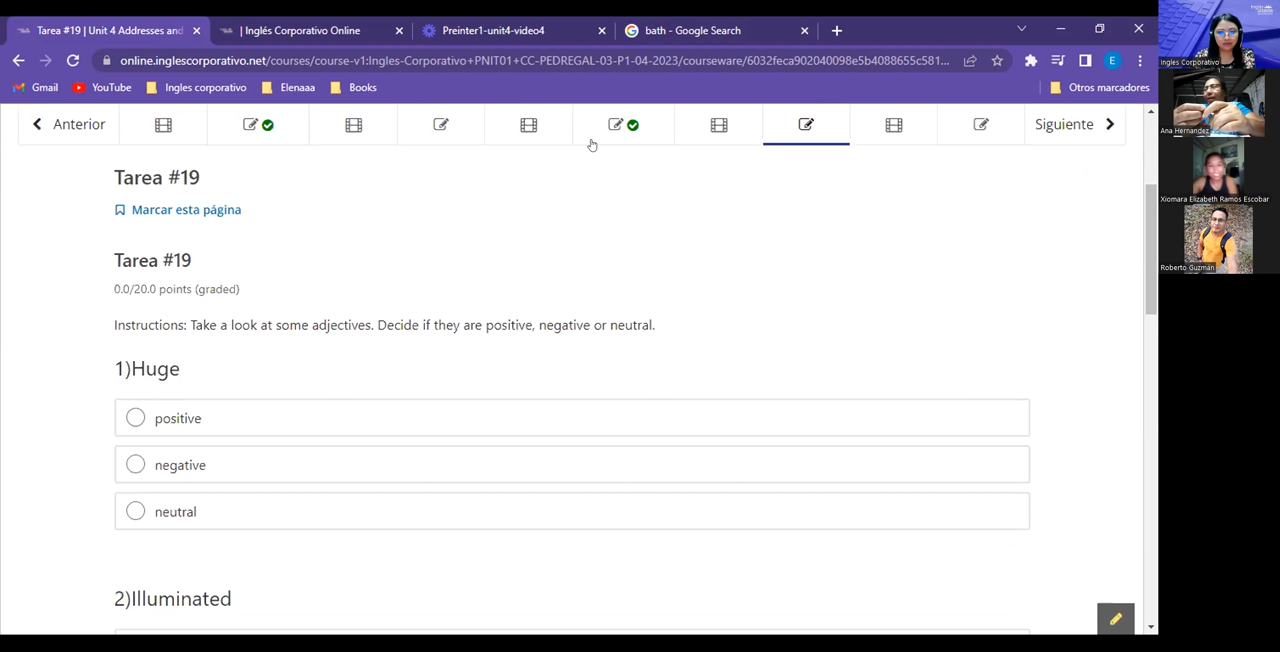 Tarea #19 | Unit 4 Addresses and
| Inglés Corporativo Online
Preinter1-unit4-video4
bath - Google Search
online.inglescorporativo.net/courses/course-v1:Ingles-Corporativo+PNIT01+CC-PEDREGAL-03-P1-04-2023/courseware/6032feca902040098e5b4088655c581...
E
Gmail
YouTube
Ingles corporativo
Elenaaa
Books
Otros marcadores
Anterior
Siguiente
Tarea #19
Marcar esta página
Tarea #19
0.0/20.0 points (graded)
Instructions: Take a look at some adjectives. Decide if they are positive, negative or neutral.
1)Huge
positive
negative
neutral
2)Illuminated
Ingles Corporativo
Ana Hernandez
Xiomara Elizabeth Ramos Escobar
Roberto Guzmán